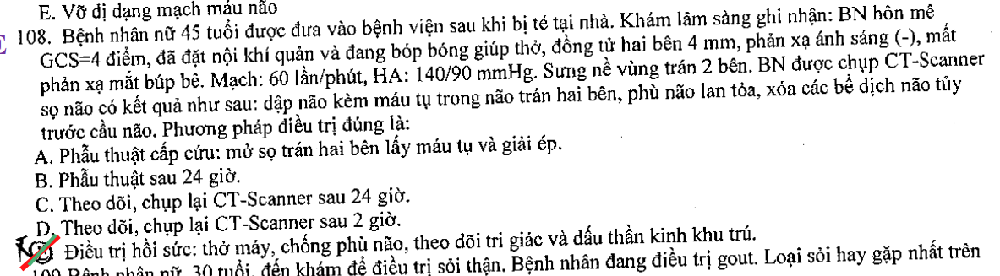 E. Vỡ dị dạng mạch máu não
108. Bệnh nhân nữ 45 tuổi được đưa vào bệnh viện sau khi bị té tại nhà. Khám lâm sàng ghi nhận: BN hôn mê
GCS=4 điểm, đã đặt nội khí quản và đang bóp bóng giúp thở, đồng tử hai bên 4 mm, phản xạ ánh sáng (-), mất
phản xạ mắt búp bê. Mạch: 60 lần/phút, HA: 140/90 mmHg. Sưng nề vùng trán 2 bên. BN được chụp CT-Scanner
sọ não có kết quả như sau: dập não kèm máu tụ trong não trán hai bên, phù não lan tỏa, xóa các bể dịch não tủy
trước cầu não. Phương pháp điều trị đúng là:
A. Phẫu thuật cấp cứu: mở sọ trán hai bên lấy máu tụ và giải ép.
B. Phẫu thuật sau 24 giờ.
C. Theo dõi, chụp lại CT-Scanner sau 24 giờ.
D. Theo dõi, chụp lại CT-Scanner sau 2 giờ.
E Điều trị hồi sức: thở máy, chống phù não, theo dõi tri giác và dấu thần kinh khu trú.
109 Bệnh nhân nữ, 30 tuổi, đến khám để điều trị sỏi thận. Bệnh nhân đang điều trị gout. Loại sỏi hay gặp nhất trên